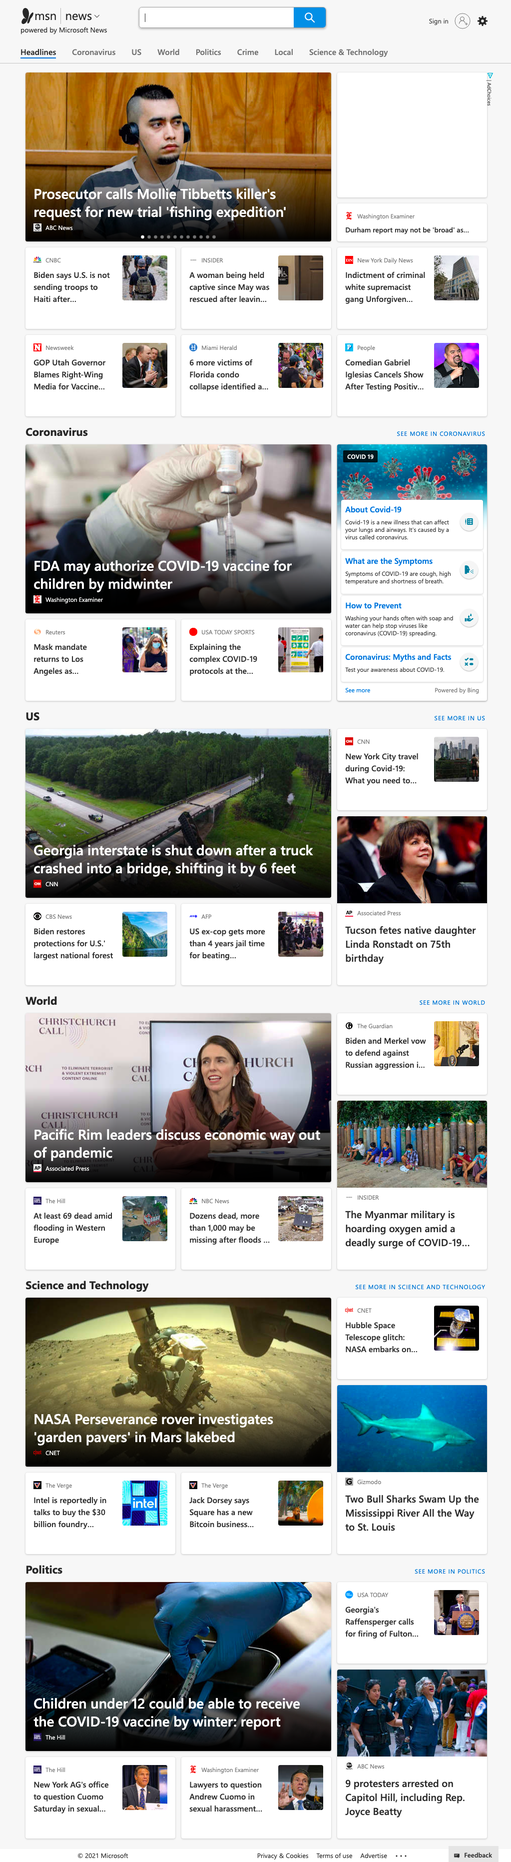 msn | news
powered by Microsoft News
Sign in
Headlines Coronavirus US World Politics Crime Local Science & Technology
Prosecutor calls Mollie Tibbetts killer's
request for new trial 'fishing expedition'
ABC News
AdChoices
Washington Examiner
Durham report may not be 'broad' as...
CNBC
Biden says U.S. is not
sending troops to
Haiti after...
INSIDER
A woman being held
captive since May was
rescued after leavin...
New York Daily News
Indictment of criminal
white supremacist
gang Unforgiven...
Newsweek
GOP Utah Governor
Blames Right-Wing
Media for Vaccine...
Miami Herald
6 more victims of
Florida condo
collapse identified a...
People
Comedian Gabriel
Iglesias Cancels Show
After Testing Positiv...
Coronavirus
SEE MORE IN CORONAVIRUS
FDA may authorize COVID-19 vaccine for
children by midwinter
Washington Examiner
COVID 19
About Covid-19
Covid-19 is a new illness that can affect
your lungs and airways. It's caused by a
virus called coronavirus.
What are the Symptoms
Symptoms of COVID-19 are cough, high
temperature and shortness of breath.
How to Prevent
Washing your hands often with soap and
water can help stop viruses like
coronavirus (COVID-19) spreading.
Coronavirus: Myths and Facts
Test your awareness about COVID-19.
See more
Powered by Bing
Reuters
Mask mandate
returns to Los
Angeles as...
USA TODAY SPORTS
Explaining the
complex COVID-19
protocols at the...
US
SEE MORE IN US
Georgia interstate is shut down after a truck
crashed into a bridge, shifting it by 6 feet
CNN
CNN
New York City travel
during Covid-19:
What you need to...
Associated Press
Tucson fetes native daughter
Linda Ronstadt on 75th
birthday
CBS News
Biden restores
protections for U.S.'
largest national forest
AFP
US ex-cop gets more
than 4 years jail time
for beating...
World
SEE MORE IN WORLD
CHRISTCHURCH
CALL
TO ELIMINATE TERRORIST
& VIOLENT EXTREMIST
CONTENT ONLINE
Pacific Rim leaders discuss economic way out
of pandemic
Associated Press
The Guardian
Biden and Merkel vow
to defend against
Russian aggression i...
INSIDER
The Myanmar military is
hoarding oxygen amid a
deadly surge of COVID-19...
The Hill
At least 69 dead amid
flooding in Western
Europe
NBC News
Dozens dead, more
than 1,000 may be
missing after floods ...
Science and Technology
SEE MORE IN SCIENCE AND TECHNOLOGY
NASA Perseverance rover investigates
'garden pavers' in Mars lakebed
CNET
CNET
Hubble Space
Telescope glitch:
NASA embarks on...
Gizmodo
Two Bull Sharks Swam Up the
Mississippi River All the Way
to St. Louis
The Verge
Intel is reportedly in
talks to buy the $30
billion foundry...
intel
The Verge
Jack Dorsey says
Square has a new
Bitcoin business...
Politics
SEE MORE IN POLITICS
Children under 12 could be able to receive
the COVID-19 vaccine by winter: report
The Hill
USA TODAY
Georgia's
Raffensperger calls
for firing of Fulton...
ABC News
9 protesters arrested on
Capitol Hill, including Rep.
Joyce Beatty
The Hill
New York AG's office
to question Cuomo
Saturday in sexual...
Washington Examiner
Lawyers to question
Andrew Cuomo in
sexual harassment...
© 2021 Microsoft
Privacy & Cookies Terms of use Advertise ...
Feedback